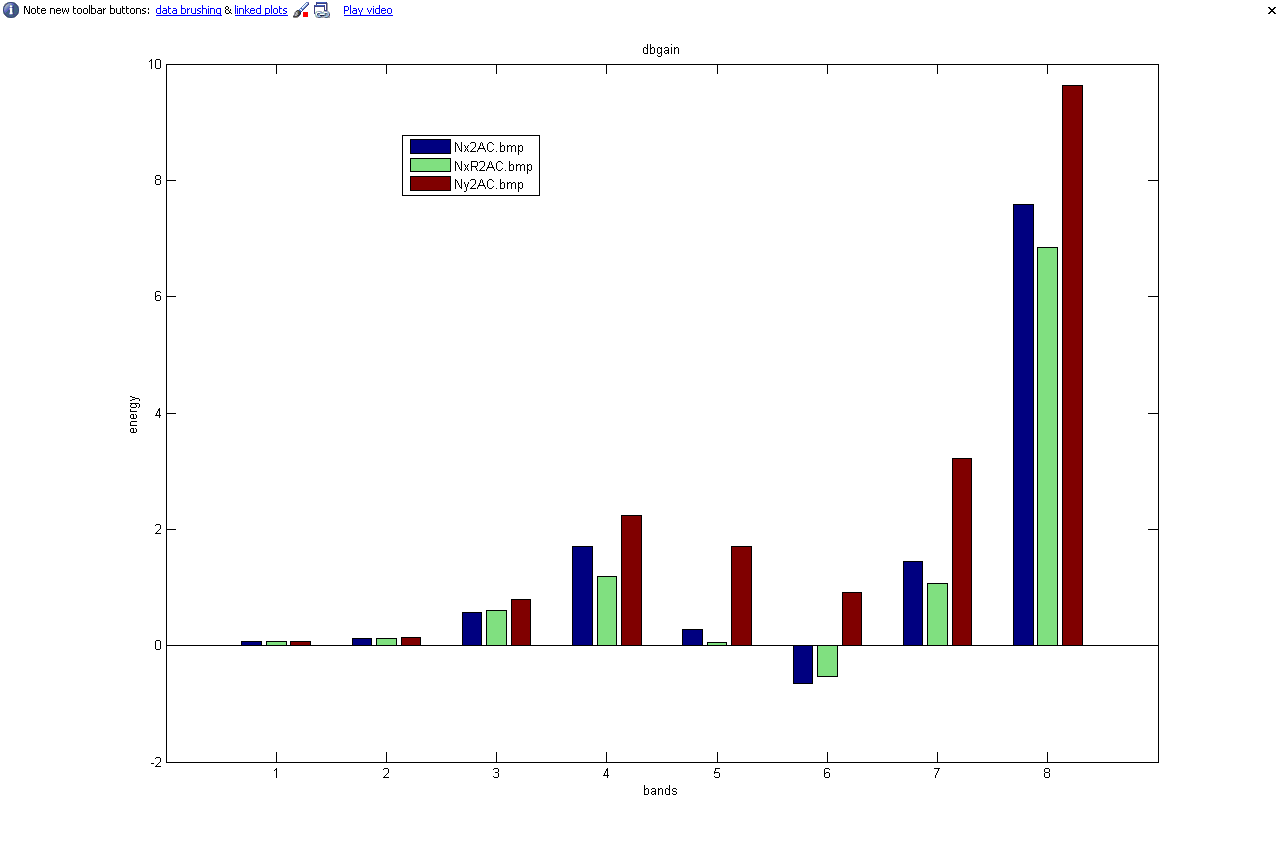 Note new toolbar buttons: data brushing & linked plots Play video
dbgain
10
8
6
4
2
0
-2
energy
Nx2AC.bmp
NxR2AC.bmp
Ny2AC.bmp
1 2 3 4 5 6 7 8
bands